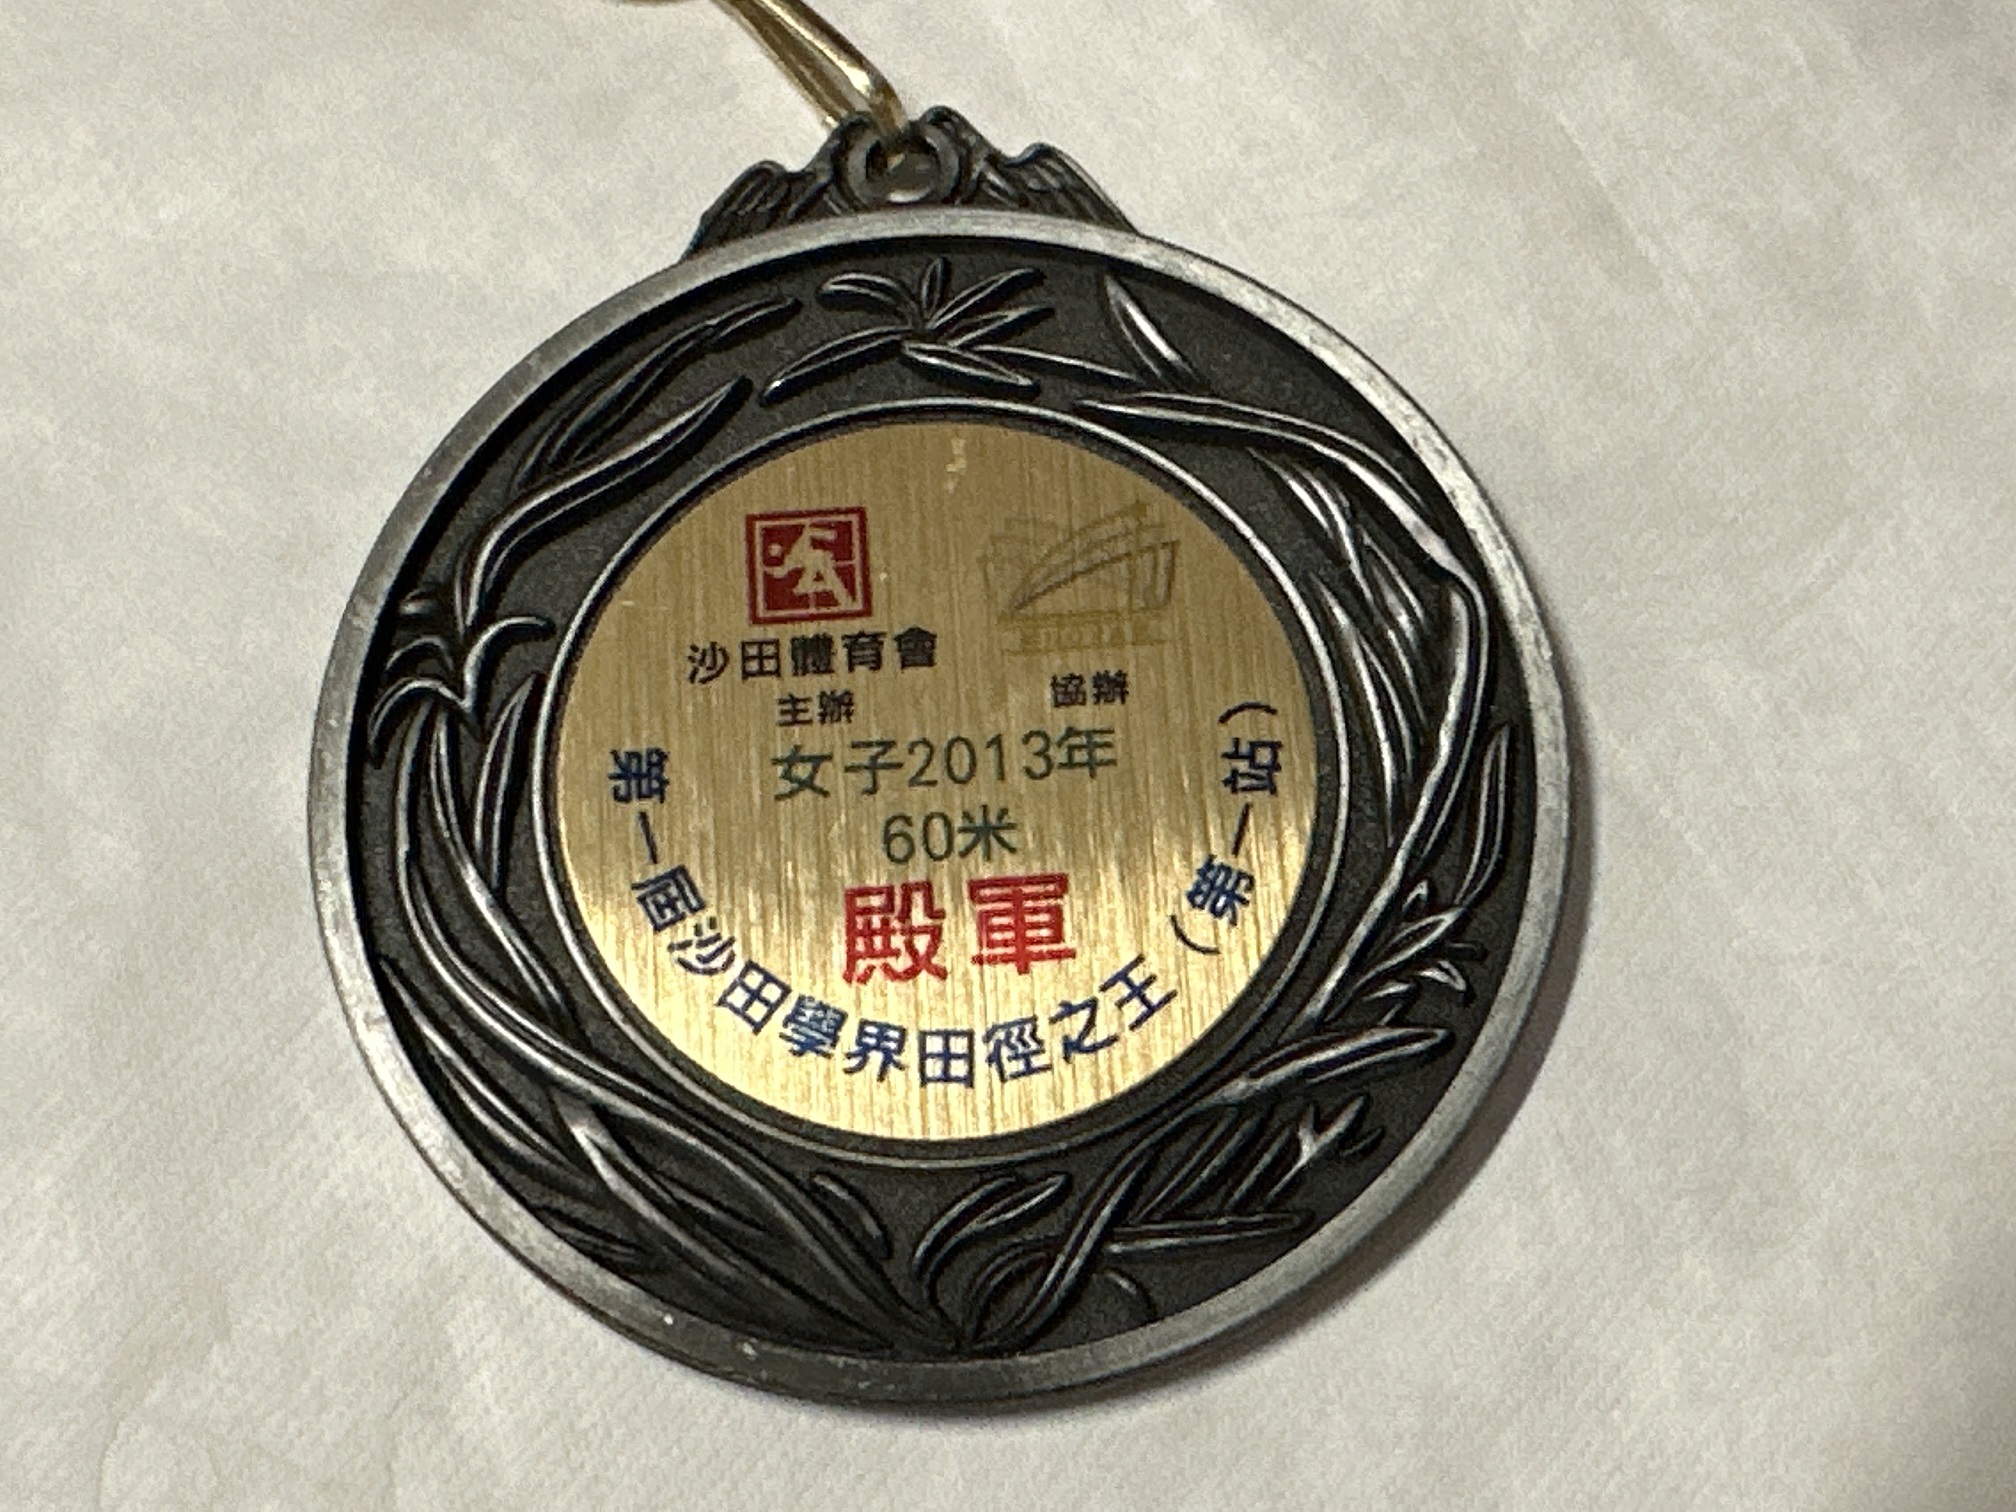 沙田體育會
主辦
協辦
女子2013年
60米
殿軍
第一屆沙田學界田徑之王(第一站)